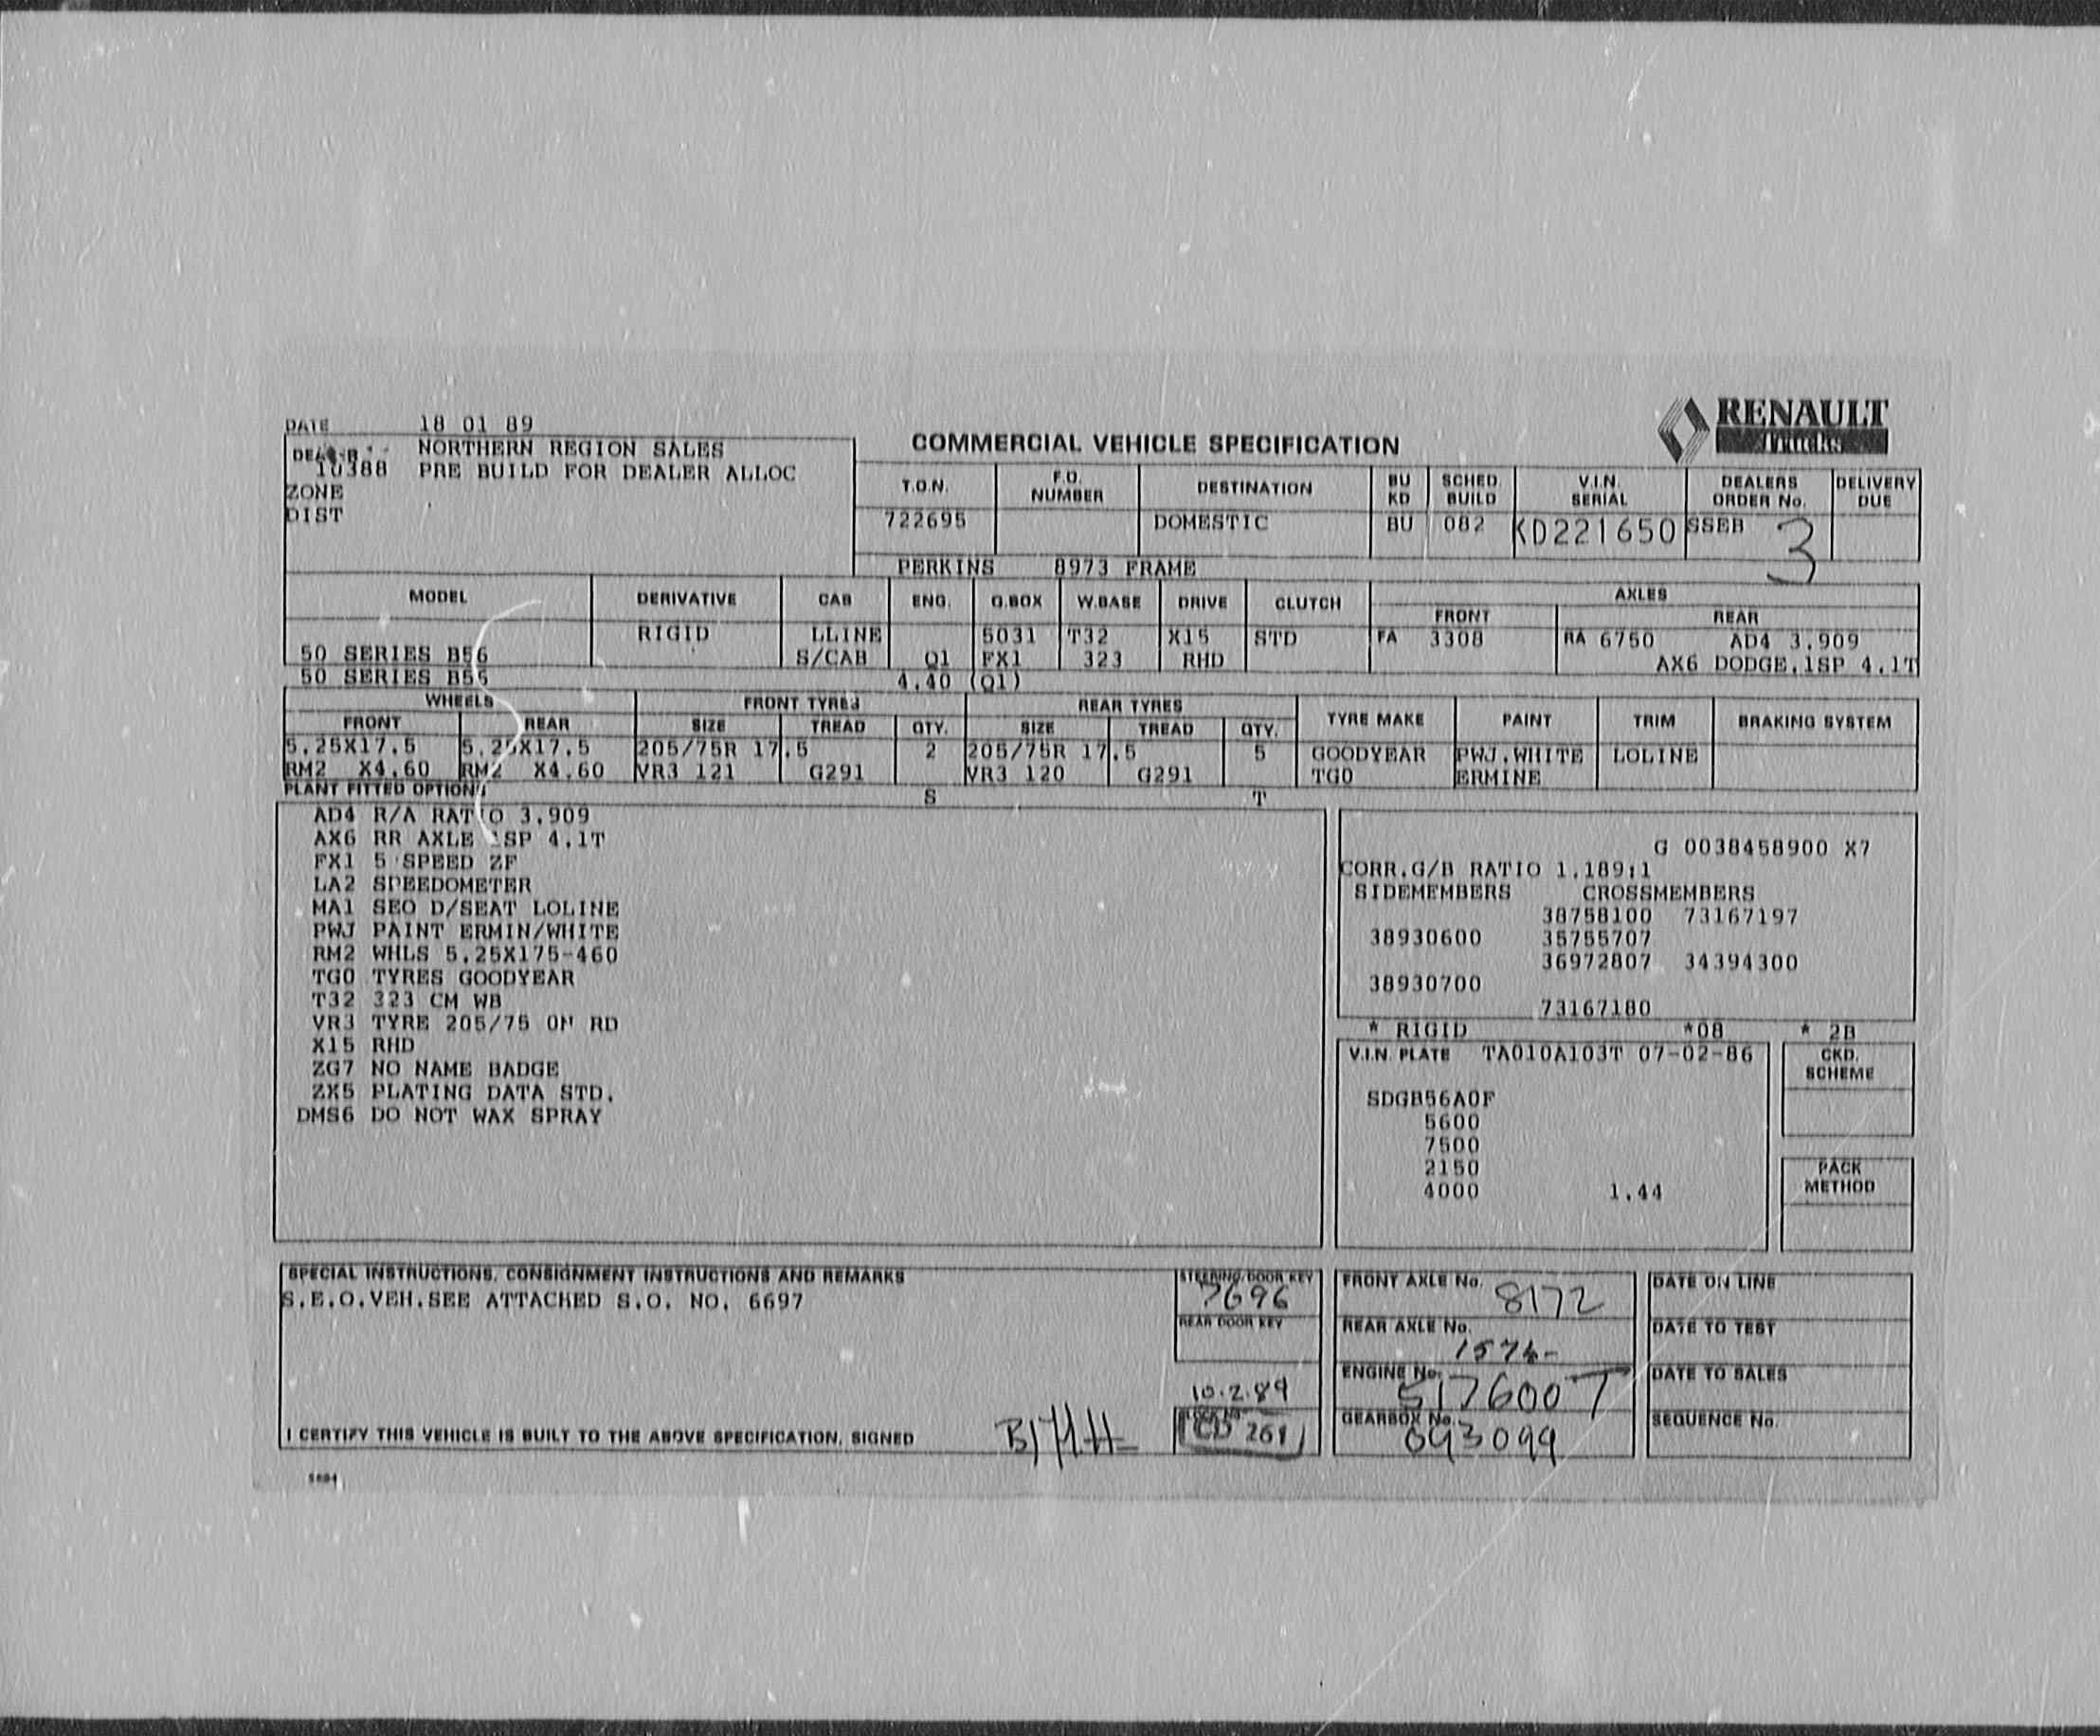 DATE 18 01 89
RENAULT
Trucks
COMMERCIAL VEHICLE SPECIFICATION
NORTHERN REGION SALES
10388 PRE BUILD FOR DEALER ALLOC
ZONE
DIST
T.O.N. F.O. NUMBER DESTINATION BU KD SCHED. BUILD V.I.N. SERIAL DEALERS ORDER No. DELIVERY DUE
722695 DOMESTIC BU 082 KD221650 SSEB 3
PERKINS 8973 FRAME
MODEL DERIVATIVE CAB ENG. G.BOX W.BASE DRIVE CLUTCH AXLES
FRONT REAR
RIGID LLINE 5031 T32 X15 STD FA 3308 RA 6750 AD4 3.909
50 SERIES B56 S/CAB Q1 FX1 323 RHD AX6 DODGE.1SP 4.1T
50 SERIES B56 4.40 (Q1)
WHEELS FRONT TYRES REAR TYRES TYRE MAKE PAINT TRIM BRAKING SYSTEM
FRONT REAR SIZE TREAD QTY. SIZE TREAD QTY.
5.25X17.5 5.25X17.5 205/75R 17.5 2 205/75R 17.5 5 GOODYEAR PWJ.WHITE LOLINE
RM2 X4.60 RM2 X4.60 VR3 121 G291 VR3 120 G291 TGO ERMINE
PLANT FITTED OPTIONS S T
AD4 R/A RATIO 3.909
AX6 RR AXLE 1SP 4.1T
FX1 5 SPEED ZF
LA2 SPEEDOMETER
MA1 SEO D/SEAT LOLINE
PWJ PAINT ERMIN/WHITE
RM2 WHLS 5.25X175-460
TGO TYRES GOODYEAR
T32 323 CM WB
VR3 TYRE 205/75 ON RD
X15 RHD
ZG7 NO NAME BADGE
ZX5 PLATING DATA STD.
DMS6 DO NOT WAX SPRAY
G 0038458900 X7
CORR.G/B RATIO 1.189:1
SIDEMEMBERS CROSSMEMBERS
38758100 73167197
38930600 35755707
36972807 34394300
38930700
73167180
* RIGID *08 * 2B
V.I.N. PLATE TA010A103T 07-02-86
SDGB56A0F
5600
7500
2150
4000 1.44
CKD. SCHEME
PACK METHOD
SPECIAL INSTRUCTIONS, CONSIGNMENT INSTRUCTIONS AND REMARKS
S.E.O.VEH.SEE ATTACHED S.O. NO. 6697
STEERING/DOOR KEY
7696
REAR DOOR KEY
10.2.89
CD 261
I CERTIFY THIS VEHICLE IS BUILT TO THE ABOVE SPECIFICATION. SIGNED
FRONT AXLE No. 8172
REAR AXLE No.
ENGINE No. 517600T
GEARBOX No. 093099
DATE ON LINE
DATE TO TEST
DATE TO SALES
SEQUENCE No.